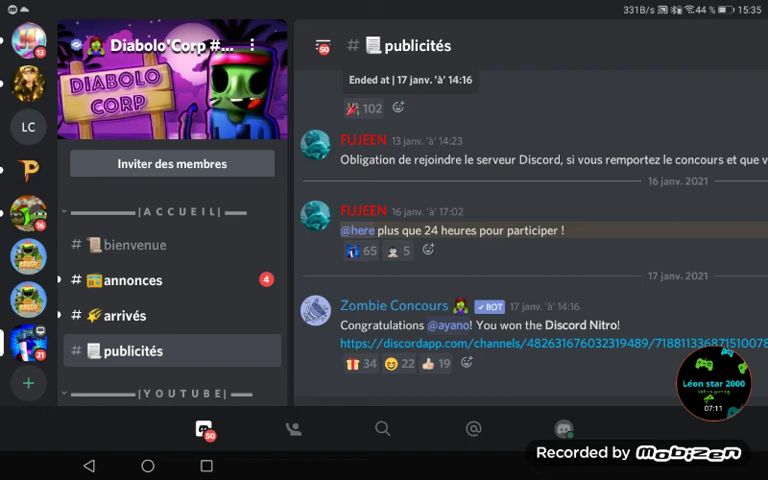 331B/s 44 % 15:35
13
LC
16
21
Diabolo'Corp #...
DIABOLO
CORP
Inviter des membres
|ACCUEIL|
# bienvenue
# annonces 4
# arrivés
# publicités
|YOUTUBE|
50
# publicités
Ended at | 17 janv. 'à' 14:16
102
FUJEEN 13 janv. 'à' 14:23
Obligation de rejoindre le serveur Discord, si vous remportez le concours et que v
16 janv. 2021
FUJEEN 16 janv. 'à' 17:02
@here plus que 24 heures pour participer !
65 5
17 janv. 2021
Zombie Concours BOT 17 janv. 'à' 14:16
Congratulations @ayano! You won the Discord Nitro!
https://discordapp.com/channels/482631676032319489/718811336871510078
34 22 19
Léon star 2000
07:11
50
Recorded by Mobizen